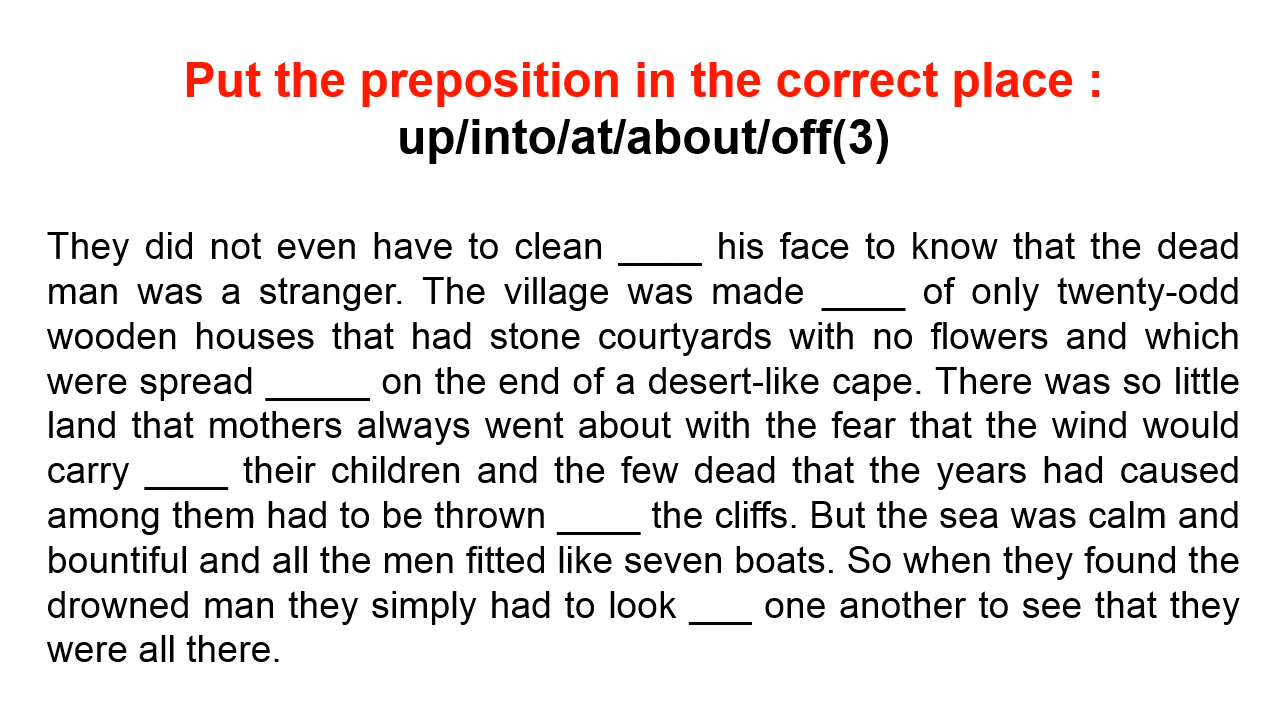 Put the preposition in the correct place :
up/into/at/about/off(3)
They did not even have to clean ____ his face to know that the dead
man was a stranger. The village was made ____ of only twenty-odd
wooden houses that had stone courtyards with no flowers and which
were spread _____ on the end of a desert-like cape. There was so little
land that mothers always went about with the fear that the wind would
carry ____ their children and the few dead that the years had caused
among them had to be thrown ____ the cliffs. But the sea was calm and
bountiful and all the men fitted like seven boats. So when they found the
drowned man they simply had to look ___ one another to see that they
were all there.